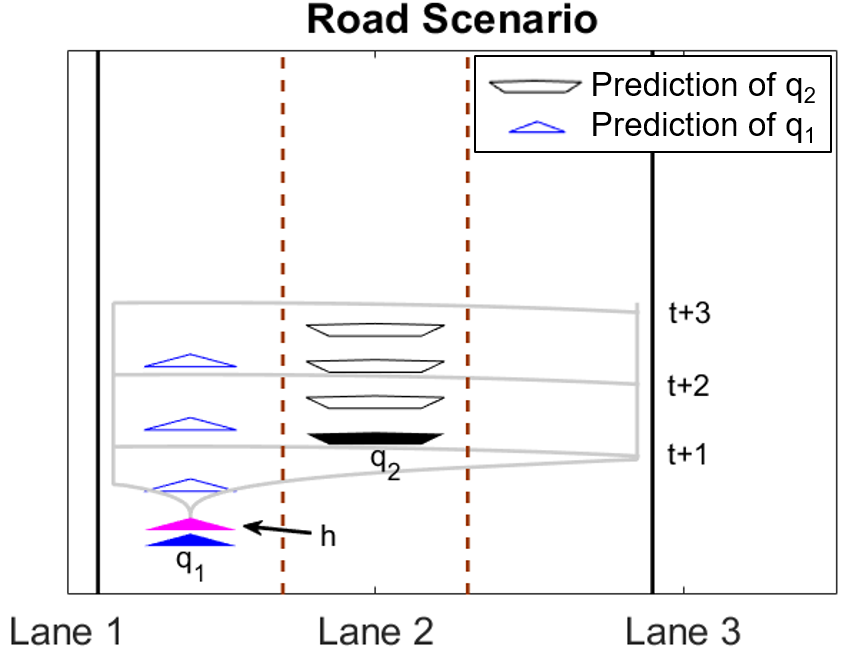 Road Scenario
Prediction of q₂
Prediction of q₁
t+3
t+2
t+1
q₂
h
q₁
Lane 1 Lane 2 Lane 3